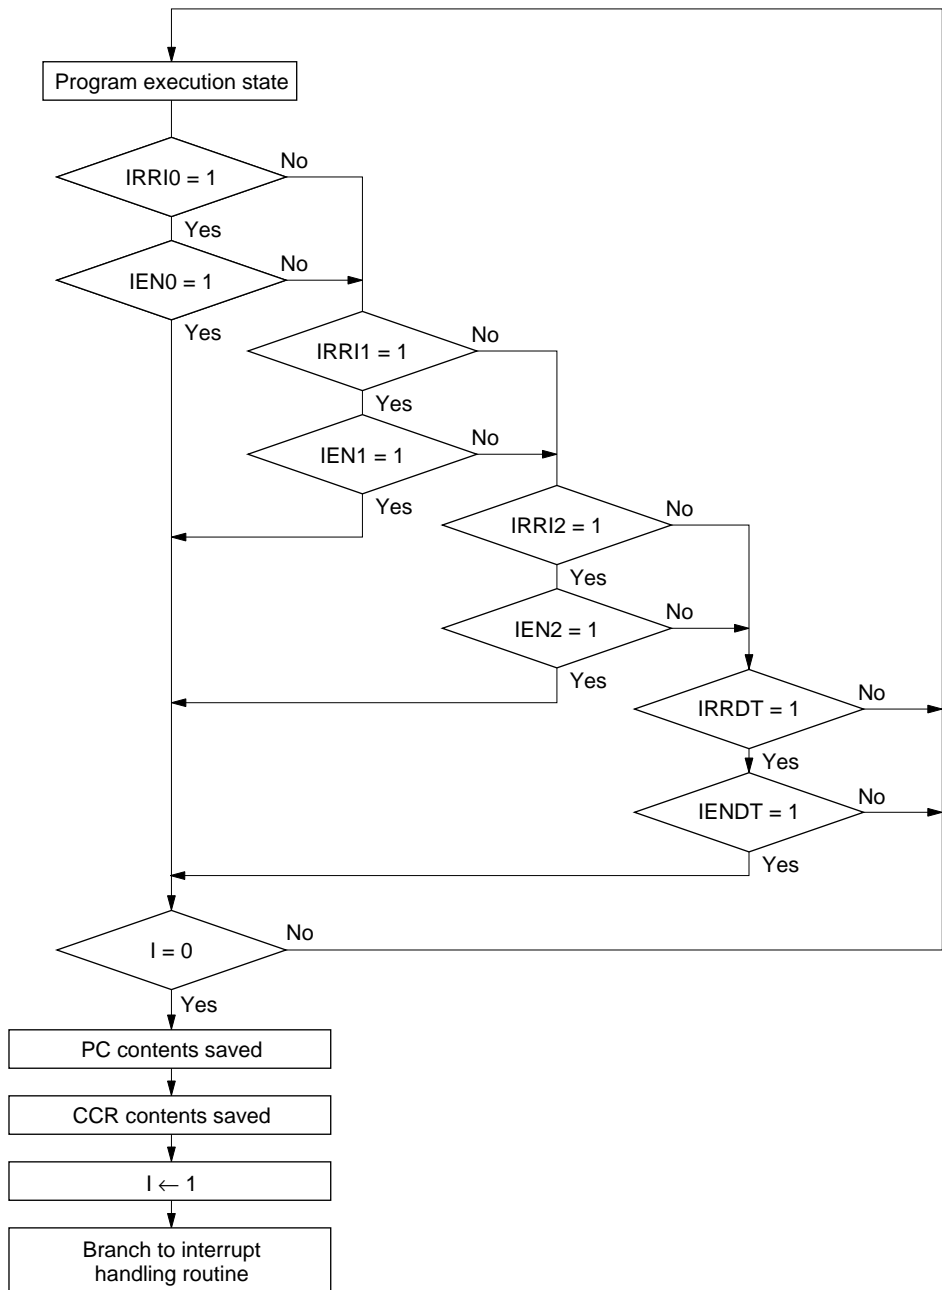 Program execution state
No
IRRI0 = 1
Yes
No
IEN0 = 1
Yes
No
IRRI1 = 1
Yes
No
IEN1 = 1
Yes
No
IRRI2 = 1
Yes
No
IEN2 = 1
Yes
No
IRRDT = 1
Yes
No
IENDT = 1
Yes
No
I = 0
Yes
PC contents saved
CCR contents saved
I ← 1
Branch to interrupt
handling routine